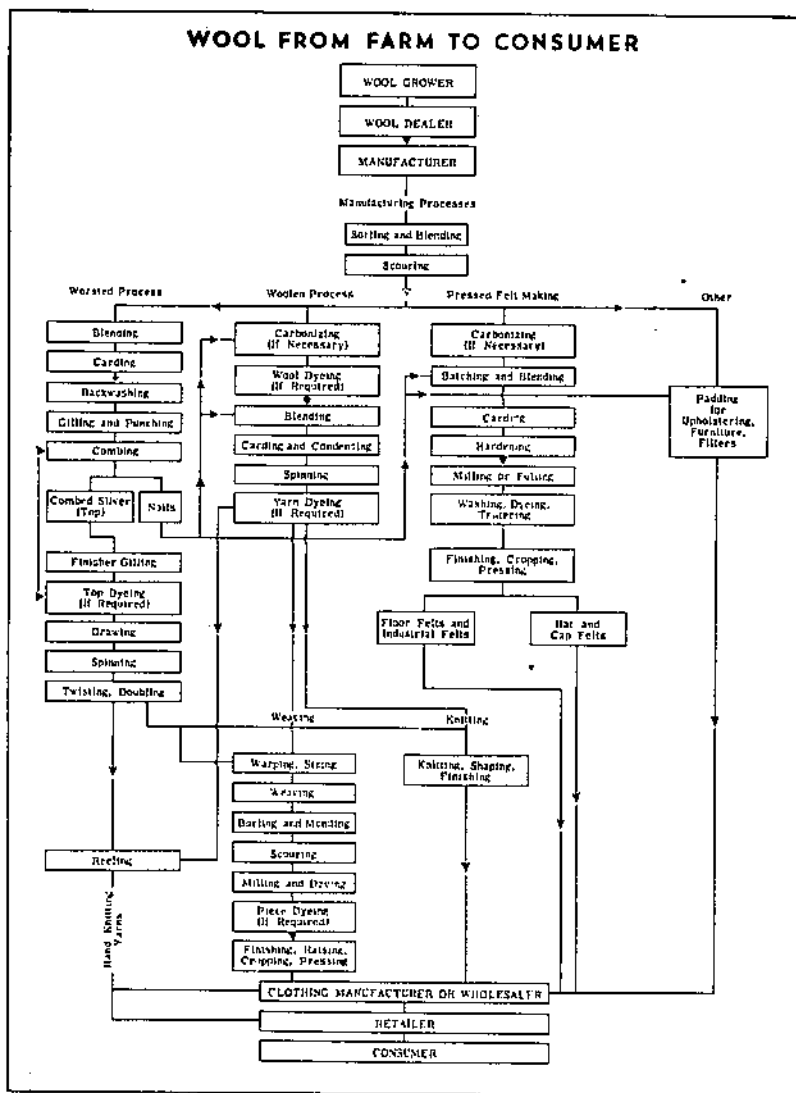 WOOL FROM FARM TO CONSUMER
WOOL GROWER
WOOL DEALER
MANUFACTURER
Manufacturing Processes
Sorting and Blending
Scouring
Worsted Process
Woolen Process
Pressed Felt Making
Other
Blending
Carding
Backwashing
Gilling and Punching
Combing
Combed Sliver
(Top)
Noils
Finisher Gilling
Top Dyeing
(If Required)
Drawing
Spinning
Twisting, Doubling
Reeling
Hand Knitting
Yarns
Carbonizing
(If Necessary)
Wool Dyeing
(If Required)
Blending
Carding and Condensing
Spinning
Yarn Dyeing
(If Required)
Weaving
Warping, Sizing
Weaving
Burling and Mending
Scouring
Milling and Drying
Piece Dyeing
(If Required)
Finishing, Raising,
Cropping, Pressing
Carbonizing
(If Necessary)
Batching and Blending
Carding
Hardening
Milling or Fulling
Washing, Dyeing,
Tentering
Finishing, Cropping,
Pressing
Floor Felts and
Industrial Felts
Hat and
Cap Felts
Knitting
Knitting, Shaping,
Finishing
Padding
for
Upholstering,
Furniture,
Filters
CLOTHING MANUFACTURER OR WHOLESALER
RETAILER
CONSUMER